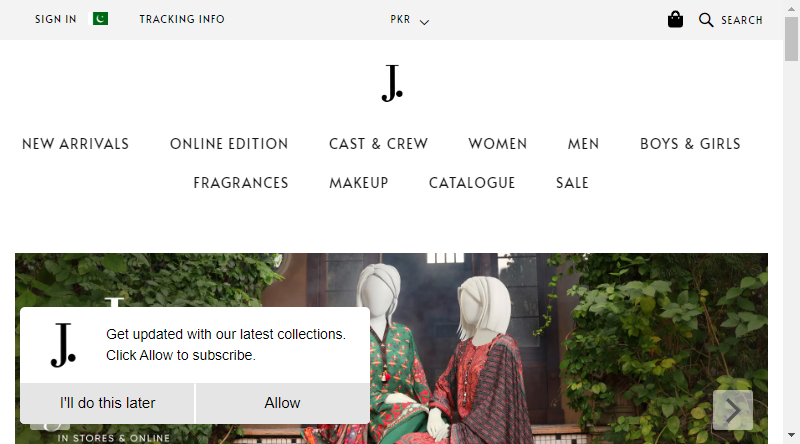 SIGN IN
TRACKING INFO
PKR
SEARCH
J.
NEW ARRIVALS
ONLINE EDITION
CAST & CREW
WOMEN
MEN
BOYS & GIRLS
FRAGRANCES
MAKEUP
CATALOGUE
SALE
J.
Get updated with our latest collections.
Click Allow to subscribe.
I'll do this later
Allow
IN STORES & ONLINE